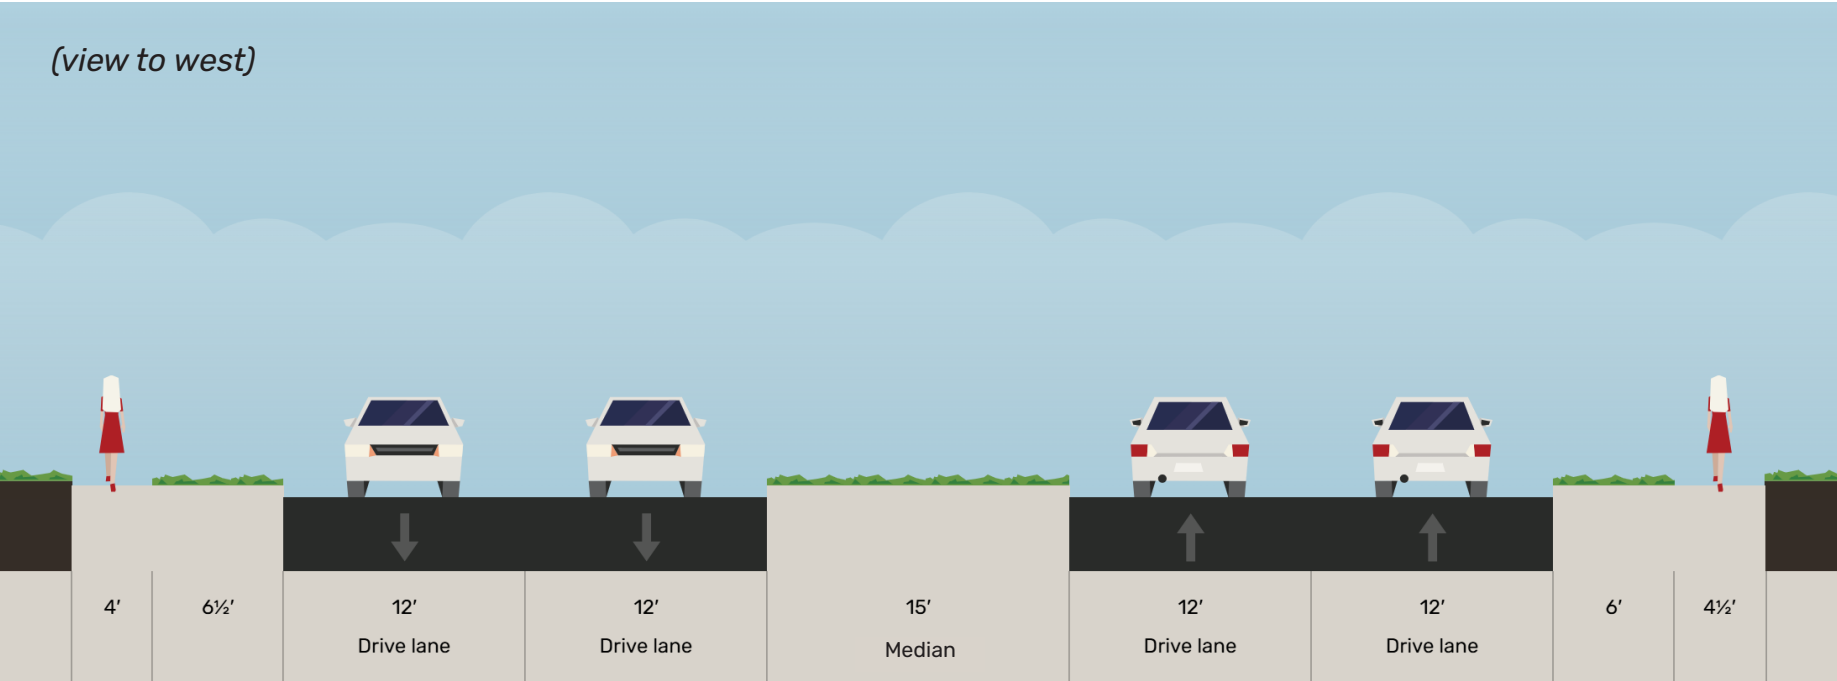 (view to west)
4’ 6½’ 12’ 12’ 15’ 12’ 12’ 6’ 4½’
Drive lane Drive lane Median Drive lane Drive lane